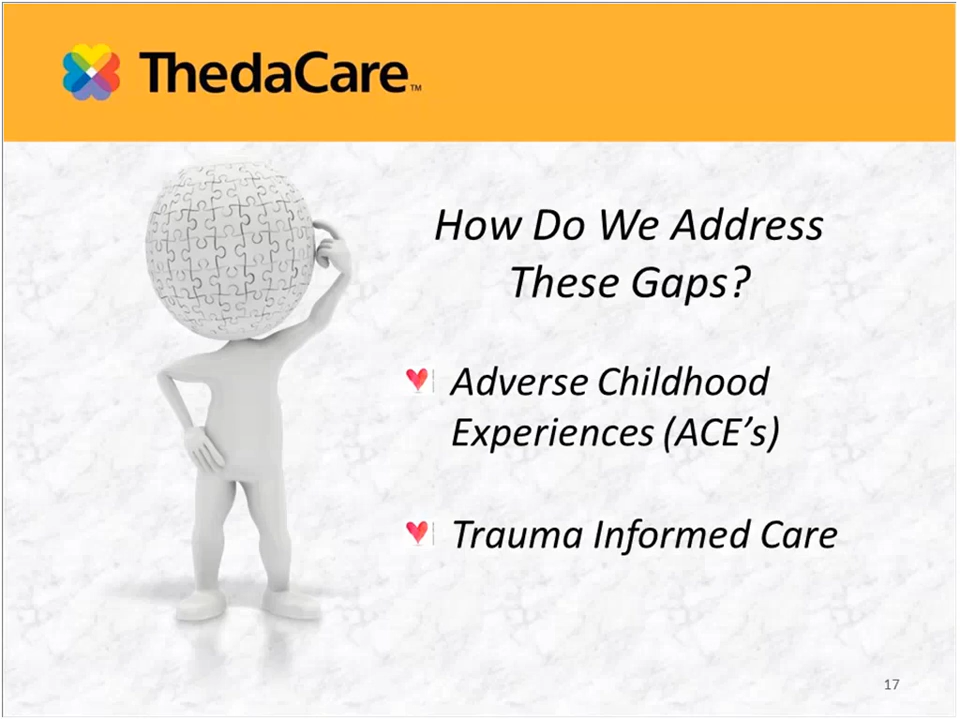 ThedaCare™
How Do We Address
These Gaps?
Adverse Childhood
Experiences (ACE’s)
Trauma Informed Care
17